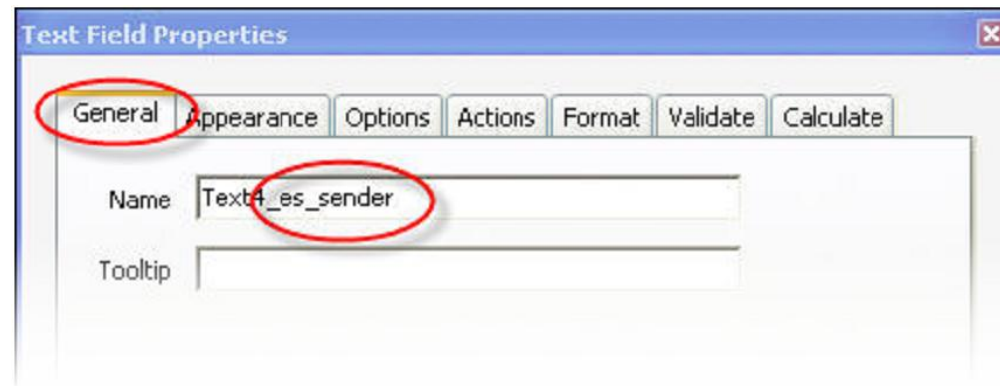 Text Field Properties
General Appearance Options Actions Format Validate Calculate
Name Text4_es_sender
Tooltip